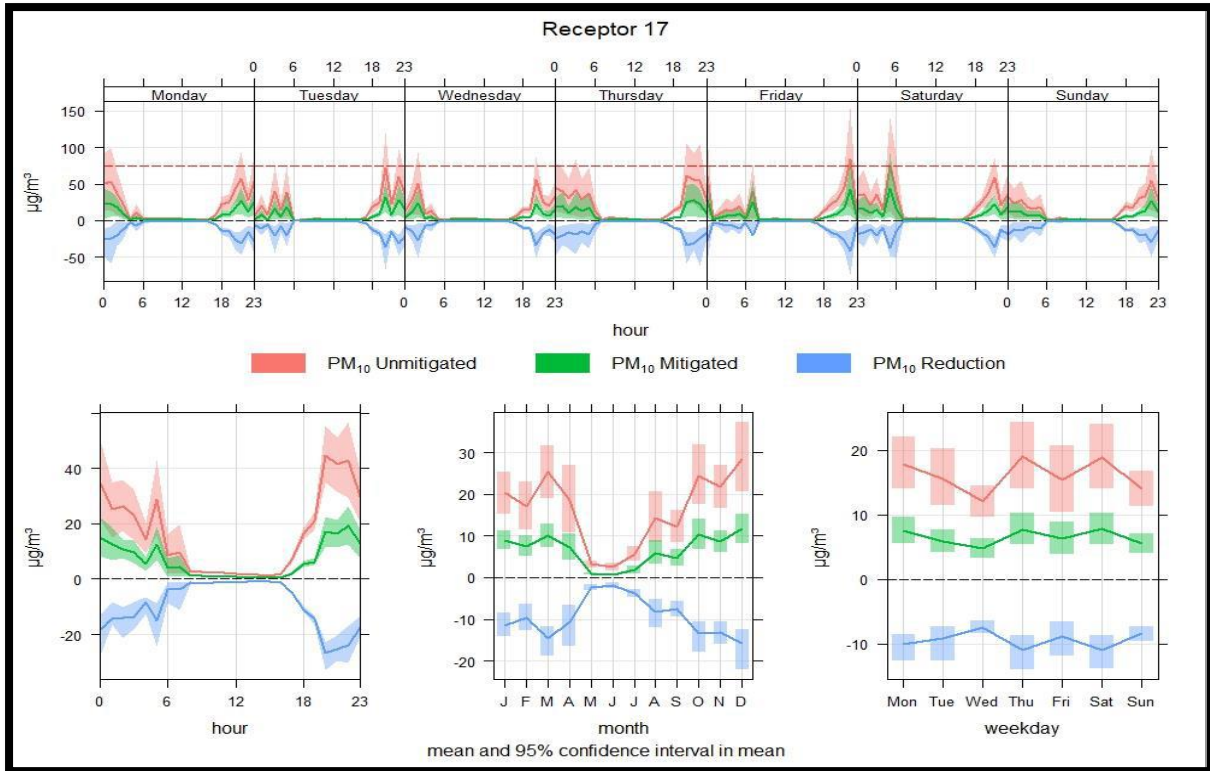 Receptor 17
0 6 18 23 0 6 18 23 0 6 18 23
Monday Tuesday Wednesday Thursday Friday Saturday Sunday
150
100
50
0
-50
µg/m³
0 6 12 18 23 0 6 12 18 23 0 6 12 18 23 0 6 12 18 23
hour
PM₁₀ Unmitigated PM₁₀ Mitigated PM₁₀ Reduction
40
20
0
-20
µg/m³
0 6 12 18 23
hour
30
20
10
0
-10
-20
µg/m³
J F M A M J J A S O N D
month
20
10
0
-10
µg/m³
Mon Tue Wed Thu Fri Sat Sun
weekday
mean and 95% confidence interval in mean